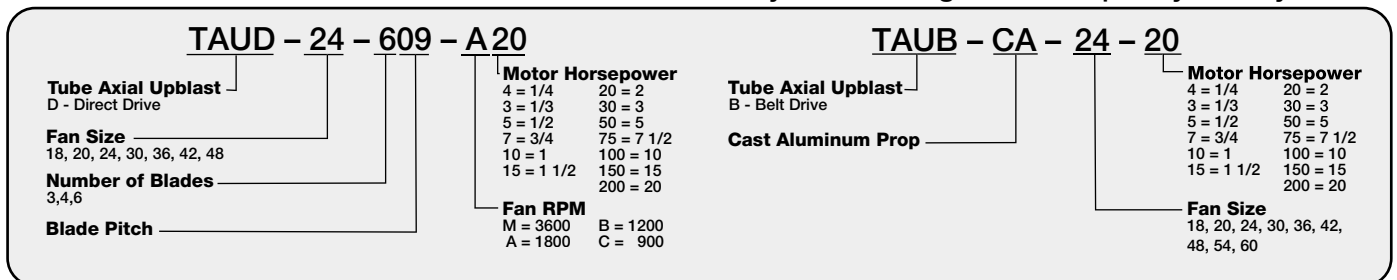 TAUD – 24 – 609 – A20
Tube Axial Upblast
D - Direct Drive
Fan Size
18, 20, 24, 30, 36, 42, 48
Number of Blades
3,4,6
Blade Pitch
Motor Horsepower
4 = 1/4 20 = 2
3 = 1/3 30 = 3
5 = 1/2 50 = 5
7 = 3/4 75 = 7 1/2
10 = 1 100 = 10
15 = 1 1/2 150 = 15
200 = 20
Fan RPM
M = 3600 B = 1200
A = 1800 C = 900
TAUB – CA – 24 – 20
Tube Axial Upblast
B - Belt Drive
Cast Aluminum Prop
Motor Horsepower
4 = 1/4 20 = 2
3 = 1/3 30 = 3
5 = 1/2 50 = 5
7 = 3/4 75 = 7 1/2
10 = 1 100 = 10
15 = 1 1/2 150 = 15
200 = 20
Fan Size
18, 20, 24, 30, 36, 42,
48, 54, 60